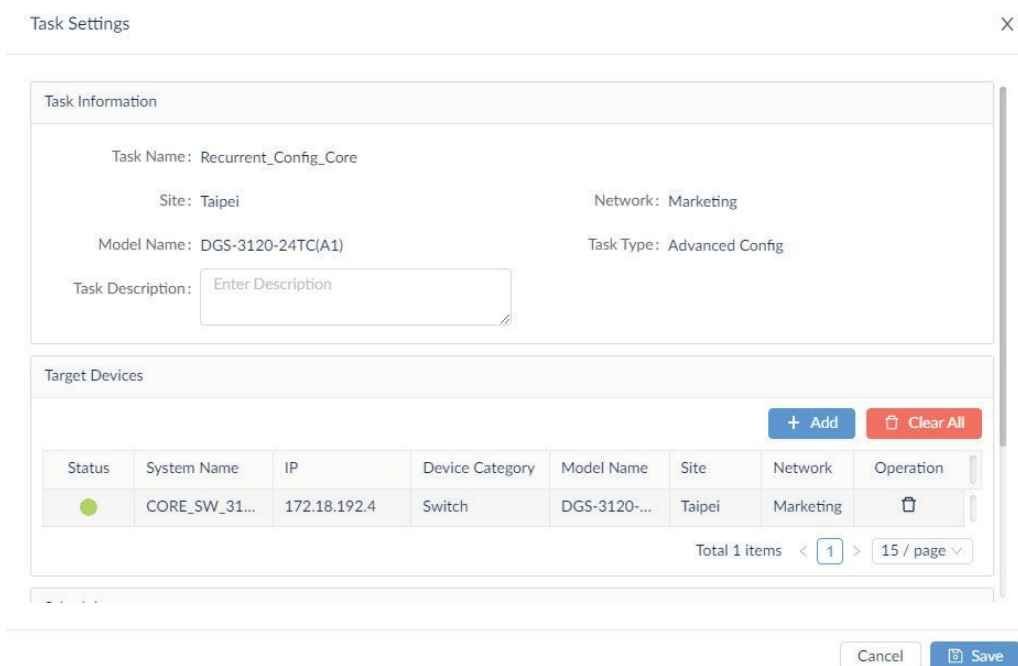 Task Settings X
Task Information
Task Name: Recurrent_Config_Core
Site: Taipei Network: Marketing
Model Name: DGS-3120-24TC(A1) Task Type: Advanced Config
Task Description: Enter Description
Target Devices
+ Add Clear All
Status System Name IP Device Category Model Name Site Network Operation
CORE_SW_31... 172.18.192.4 Switch DGS-3120-... Taipei Marketing
Total 1 items < 1 > 15 / page
Cancel Save